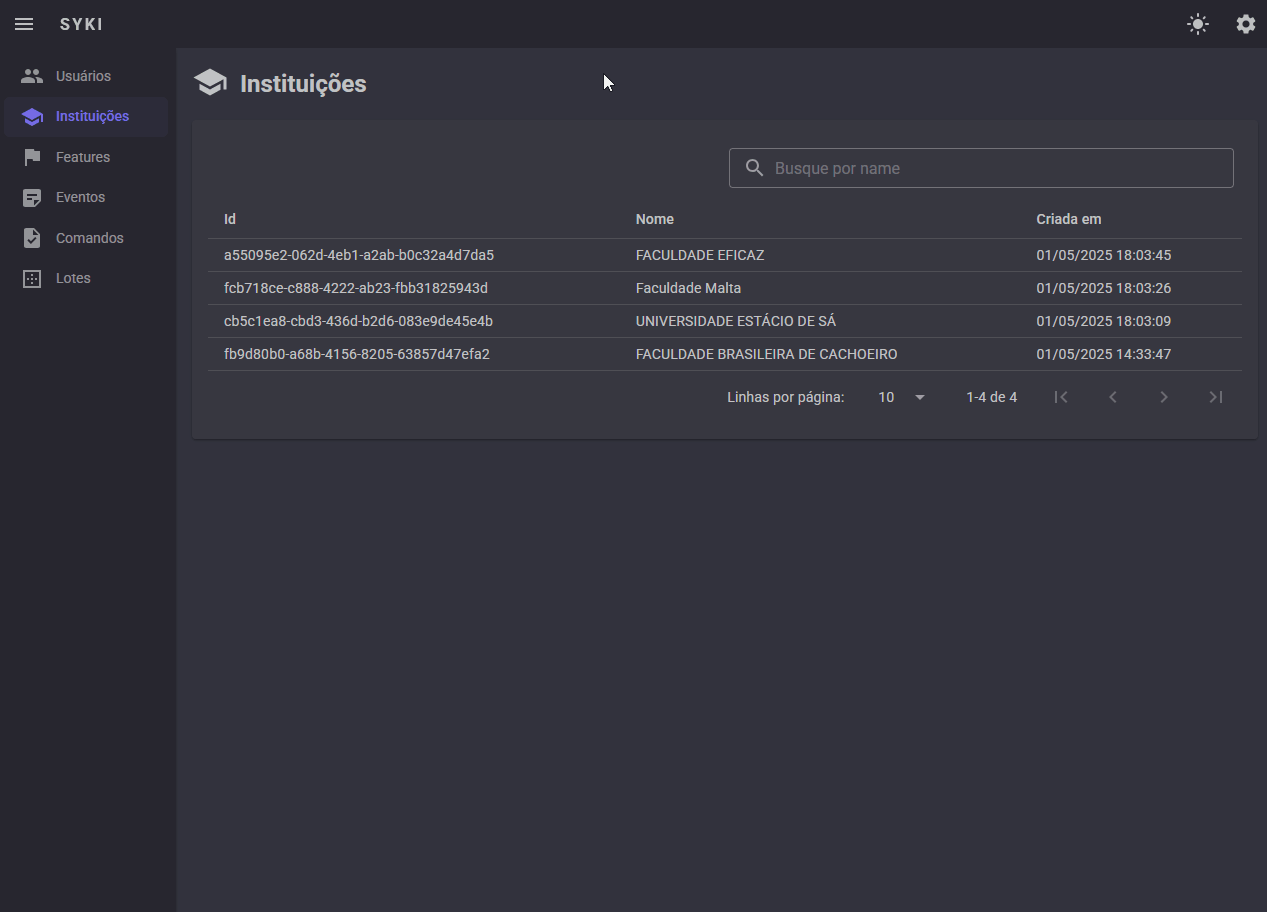 SYKI
Usuários
Instituições
Features
Eventos
Comandos
Lotes
Instituições
Busque por name
Id Nome Criada em
a55095e2-062d-4eb1-a2ab-b0c32a4d7da5 FACULDADE EFICAZ 01/05/2025 18:03:45
fcb718ce-c888-4222-ab23-fbb31825943d Faculdade Malta 01/05/2025 18:03:26
cb5c1ea8-cbd3-436d-b2d6-083e9de45e4b UNIVERSIDADE ESTÁCIO DE SÁ 01/05/2025 18:03:09
fb9d80b0-a68b-4156-8205-63857d47efa2 FACULDADE BRASILEIRA DE CACHOEIRO 01/05/2025 14:33:47
Linhas por página: 10 1-4 de 4